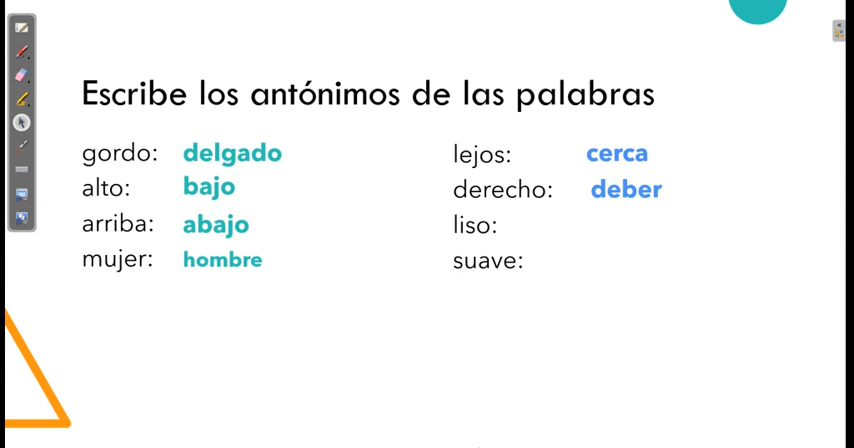 Escribe los antónimos de las palabras
gordo: delgado
alto: bajo
arriba: abajo
mujer: hombre
lejos: cerca
derecho: deber
liso:
suave: